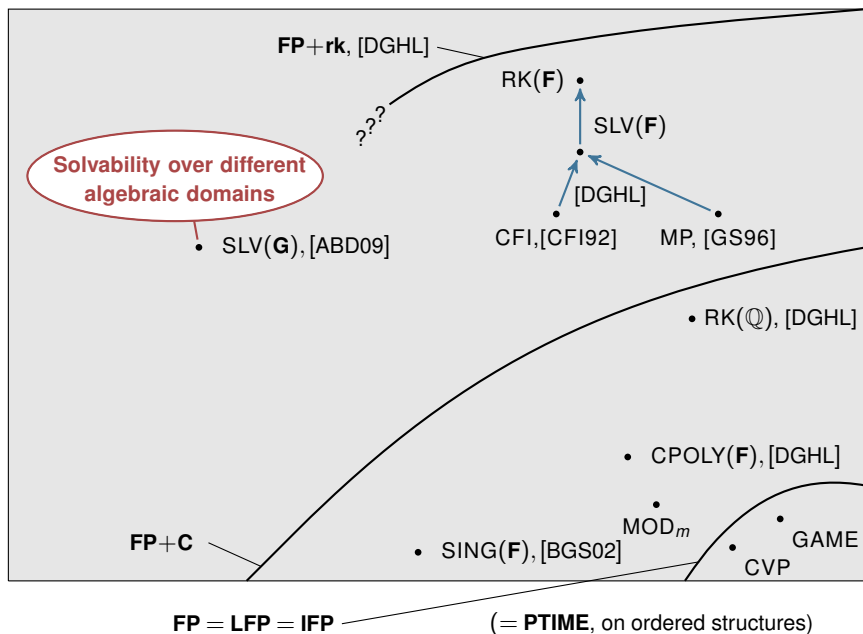 FP+rk, [DGHL]
RK(F)
???
SLV(F)
Solvability over different
algebraic domains
[DGHL]
CFI,[CFI92]
MP, [GS96]
SLV(G), [ABD09]
RK(ℚ), [DGHL]
CPOLY(F), [DGHL]
MODₘ
FP+C
SING(F), [BGS02]
GAME
CVP
FP = LFP = IFP
(= PTIME, on ordered structures)